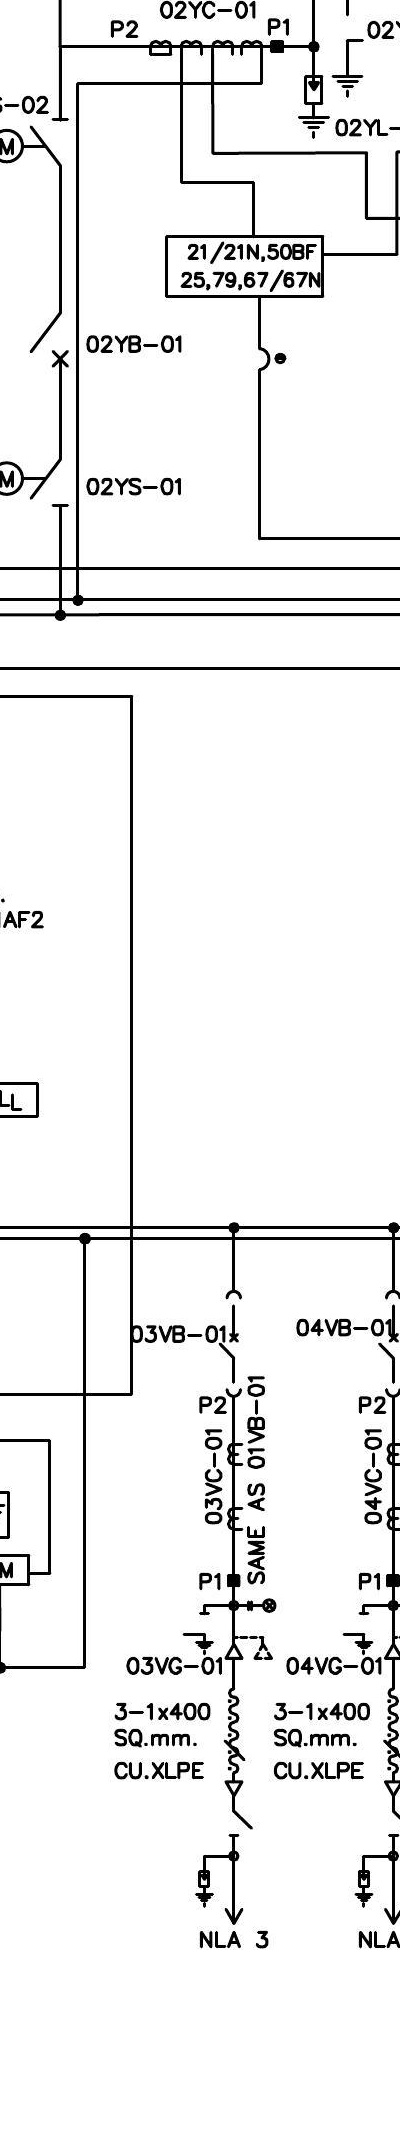 02YC-01
P2
P1
-02
02YL-
M
21/21N,50BF
25,79,67/67N
02YB-01
M
02YS-01
1AF2
LL
03VB-01
04VB-01
P2
P2
03VC-01
SAME AS 01VB-01
04VC-01
M
P1
P1
03VG-01
04VG-01
3-1x400
SQ.mm.
CU.XLPE
3-1x400
SQ.mm.
CU.XLPE
NLA 3
NLA